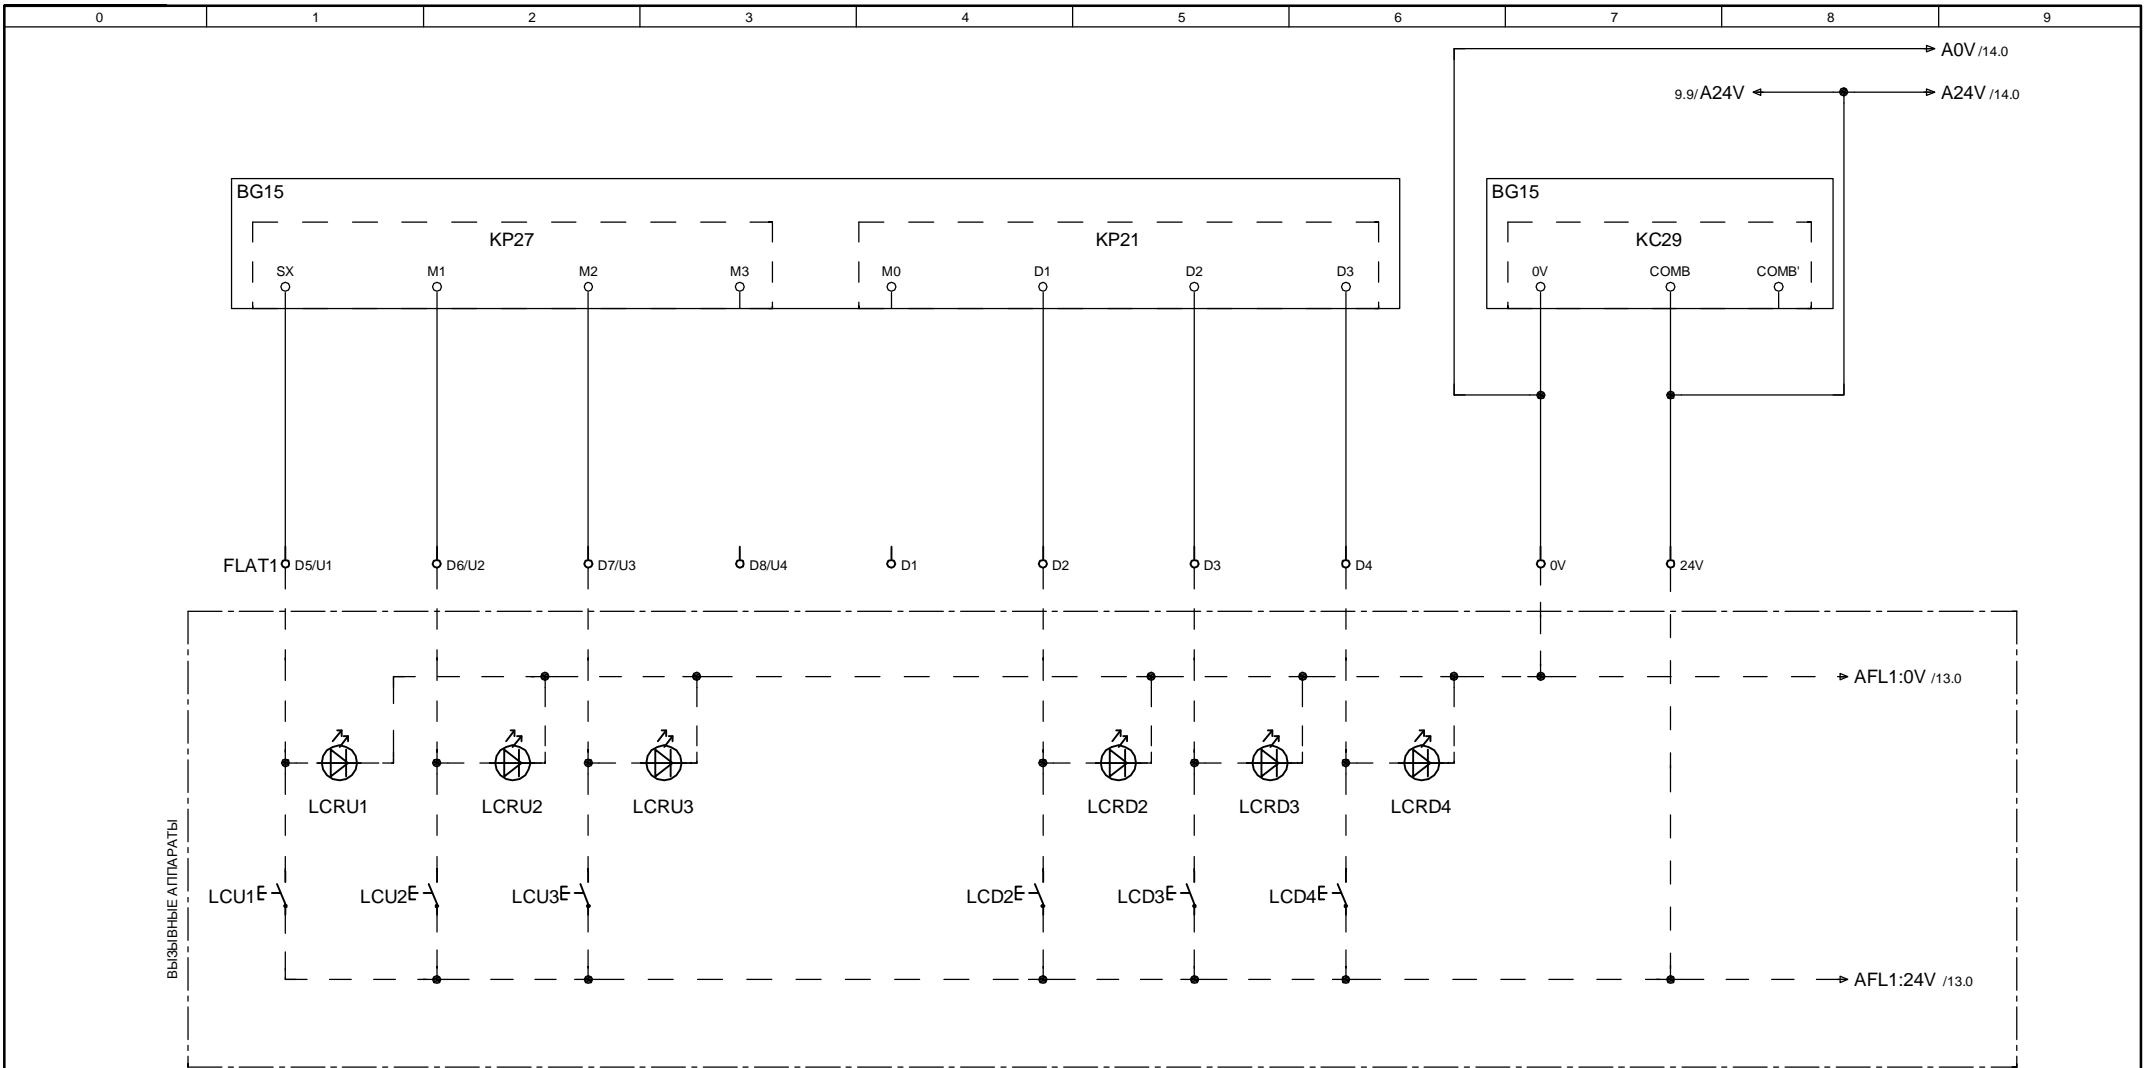 0 1 2 3 4 5 6 7 8 9
A0V /14.0
9.9/ A24V A24V /14.0
BG15 BG15
KP27 KP21 KC29
SX M1 M2 M3 M0 D1 D2 D3 0V COMB COMB'
FLAT1 D5/U1 D6/U2 D7/U3 D8/U4 D1 D2 D3 D4 0V 24V
AFL1:0V /13.0
LCRU1 LCRU2 LCRU3 LCRD2 LCRD3 LCRD4
ВЫЗЫВНЫЕ АППАРАТЫ
LCU1 LCU2 LCU3 LCD2 LCD3 LCD4
AFL1:24V /13.0